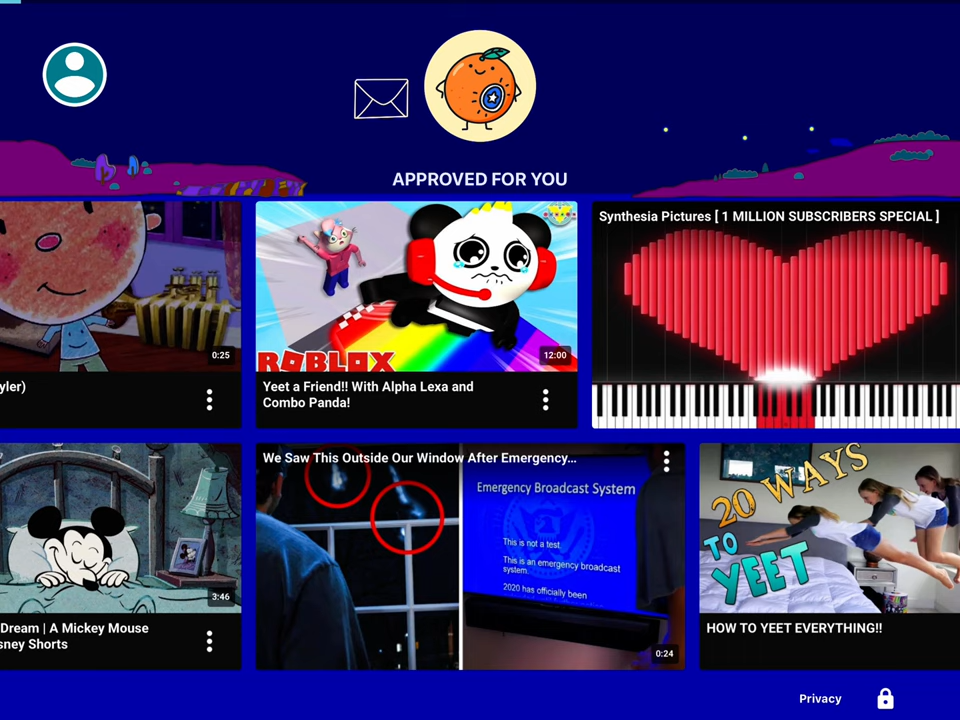 APPROVED FOR YOU
yler)
0:25
ROBLOX
12:00
Yeet a Friend!! With Alpha Lexa and
Combo Panda!
Synthesia Pictures [ 1 MILLION SUBSCRIBERS SPECIAL ]
3:46
Dream | A Mickey Mouse
sney Shorts
We Saw This Outside Our Window After Emergency...
Emergency Broadcast System
This is not a test
This is an emergency broadcast
system.
2020 has officially been
0:24
20 WAYS
TO
YEET
HOW TO YEET EVERYTHING!!
Privacy